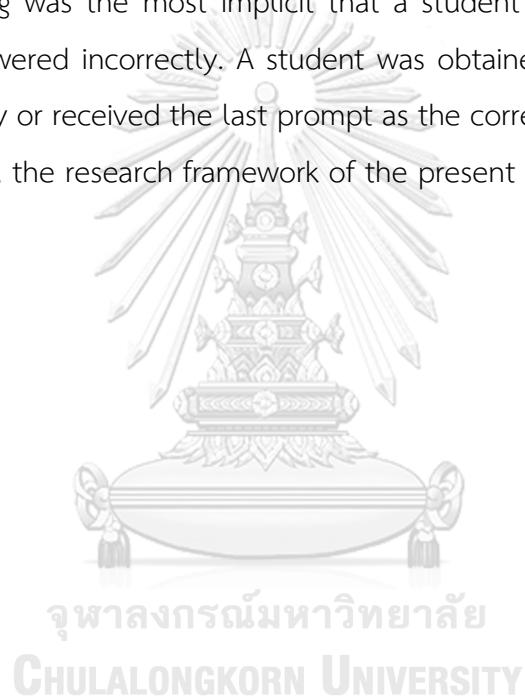 g was the most implicit that a student
wered incorrectly. A student was obtaine
y or received the last prompt as the corre
the research framework of the present
จุฬาลงกรณ์มหาวิทยาลัย
CHULALONGKORN UNIVERSITY